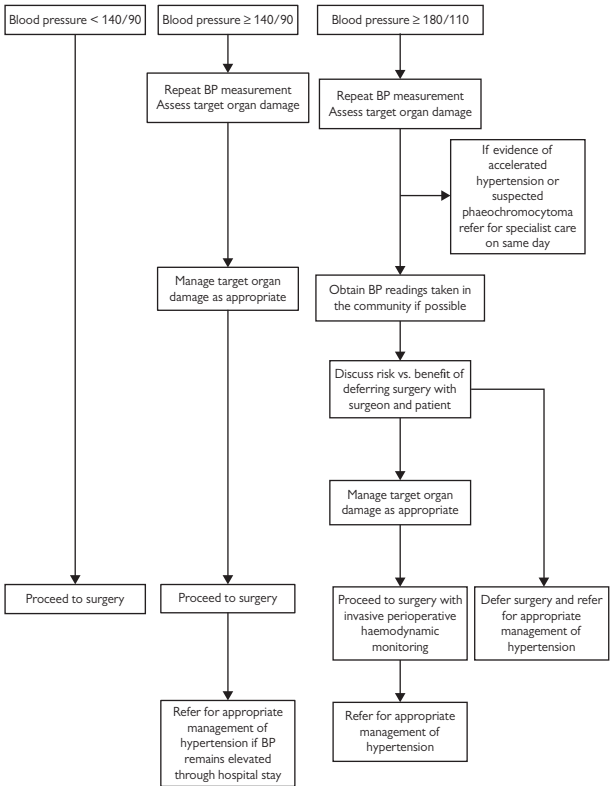 Blood pressure < 140/90
Blood pressure ≥ 140/90
Blood pressure ≥ 180/110
Repeat BP measurement
Assess target organ damage
Repeat BP measurement
Assess target organ damage
If evidence of
accelerated
hypertension or
suspected
phaeochromocytoma
refer for specialist care
on same day
Manage target organ
damage as appropriate
Obtain BP readings taken in
the community if possible
Discuss risk vs. benefit of
deferring surgery with
surgeon and patient
Manage target organ
damage as appropriate
Proceed to surgery
Proceed to surgery
Proceed to surgery with
invasive perioperative
haemodynamic
monitoring
Defer surgery and refer
for appropriate
management of
hypertension
Refer for appropriate
management of
hypertension if BP
remains elevated
through hospital stay
Refer for appropriate
management of
hypertension